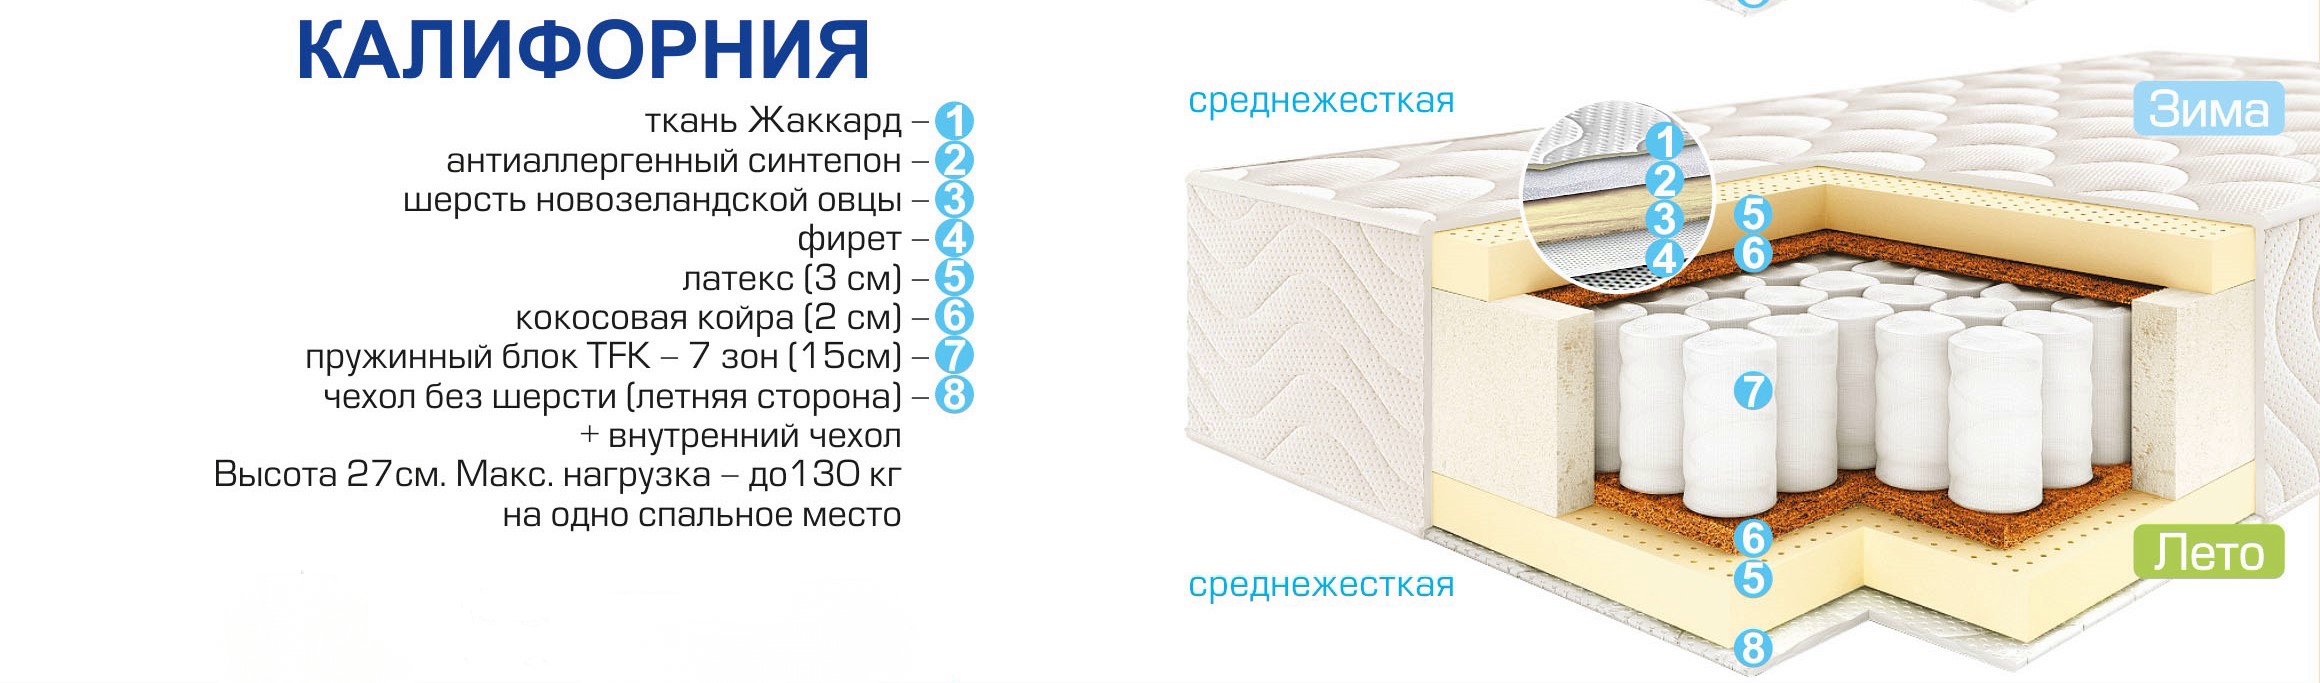 КАЛИФОРНИЯ
ткань Жаккард – 1
антиаллергенный синтепон – 2
шерсть новозеландской овцы – 3
фирет – 4
латекс (3 см) – 5
кокосовая койра (2 см) – 6
пружинный блок TFK – 7 зон (15см) – 7
чехол без шерсти (летняя сторона) – 8
+ внутренний чехол
Высота 27см. Макс. нагрузка – до130 кг
на одно спальное место
среднежесткая
Зима
1
2
3
4
5
6
7
6
5
8
Лето
среднежесткая